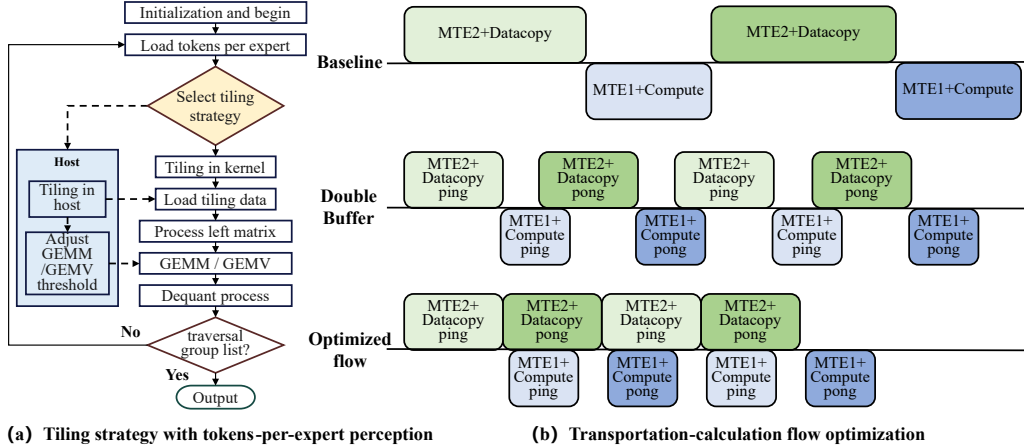 Initialization and begin
Load tokens per expert
Select tiling
strategy
Host
Tiling in
host
Adjust
GEMM
/GEMV
threshold
Tiling in kernel
Load tiling data
Process left matrix
GEMM / GEMV
Dequant process
traversal
group list?
No
Yes
Output
(a) Tiling strategy with tokens-per-expert perception
Baseline
MTE2+Datacopy
MTE2+Datacopy
MTE1+Compute
MTE1+Compute
Double
Buffer
MTE2+
Datacopy
ping
MTE2+
Datacopy
pong
MTE2+
Datacopy
ping
MTE2+
Datacopy
pong
MTE1+
Compute
ping
MTE1+
Compute
pong
MTE1+
Compute
ping
MTE1+
Compute
pong
Optimized
flow
MTE2+
Datacopy
ping
MTE2+
Datacopy
pong
MTE2+
Datacopy
ping
MTE2+
Datacopy
pong
MTE1+
Compute
ping
MTE1+
Compute
pong
MTE1+
Compute
ping
MTE1+
Compute
pong
(b) Transportation-calculation flow optimization